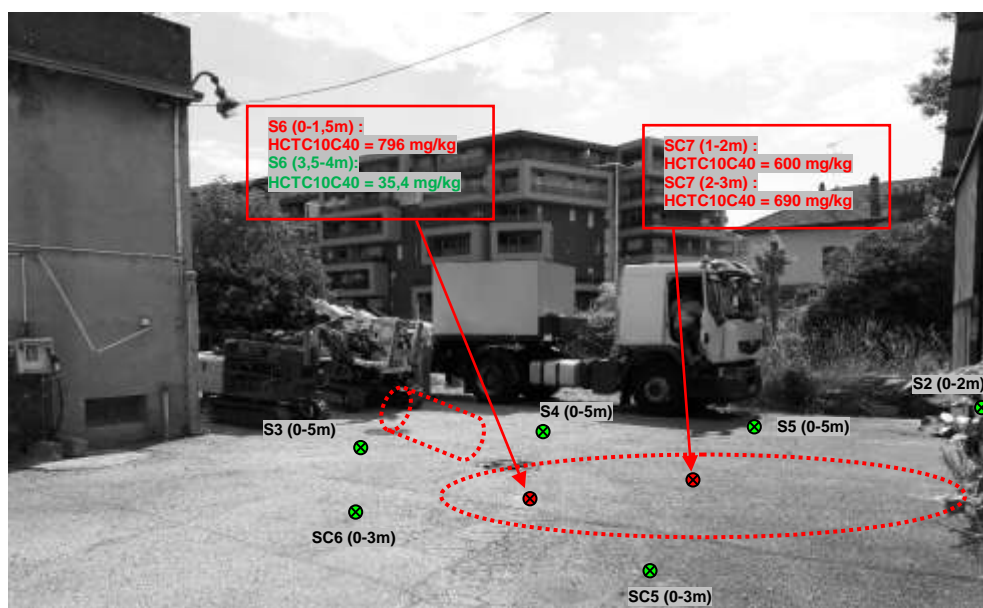 S6 (0-1,5m) :
HCTC10C40 = 796 mg/kg
S6 (3,5-4m):
HCTC10C40 = 35,4 mg/kg
SC7 (1-2m) :
HCTC10C40 = 600 mg/kg
SC7 (2-3m) :
HCTC10C40 = 690 mg/kg
S2 (0-2m)
S4 (0-5m)
S3 (0-5m)
S5 (0-5m)
SC6 (0-3m)
SC5 (0-3m)